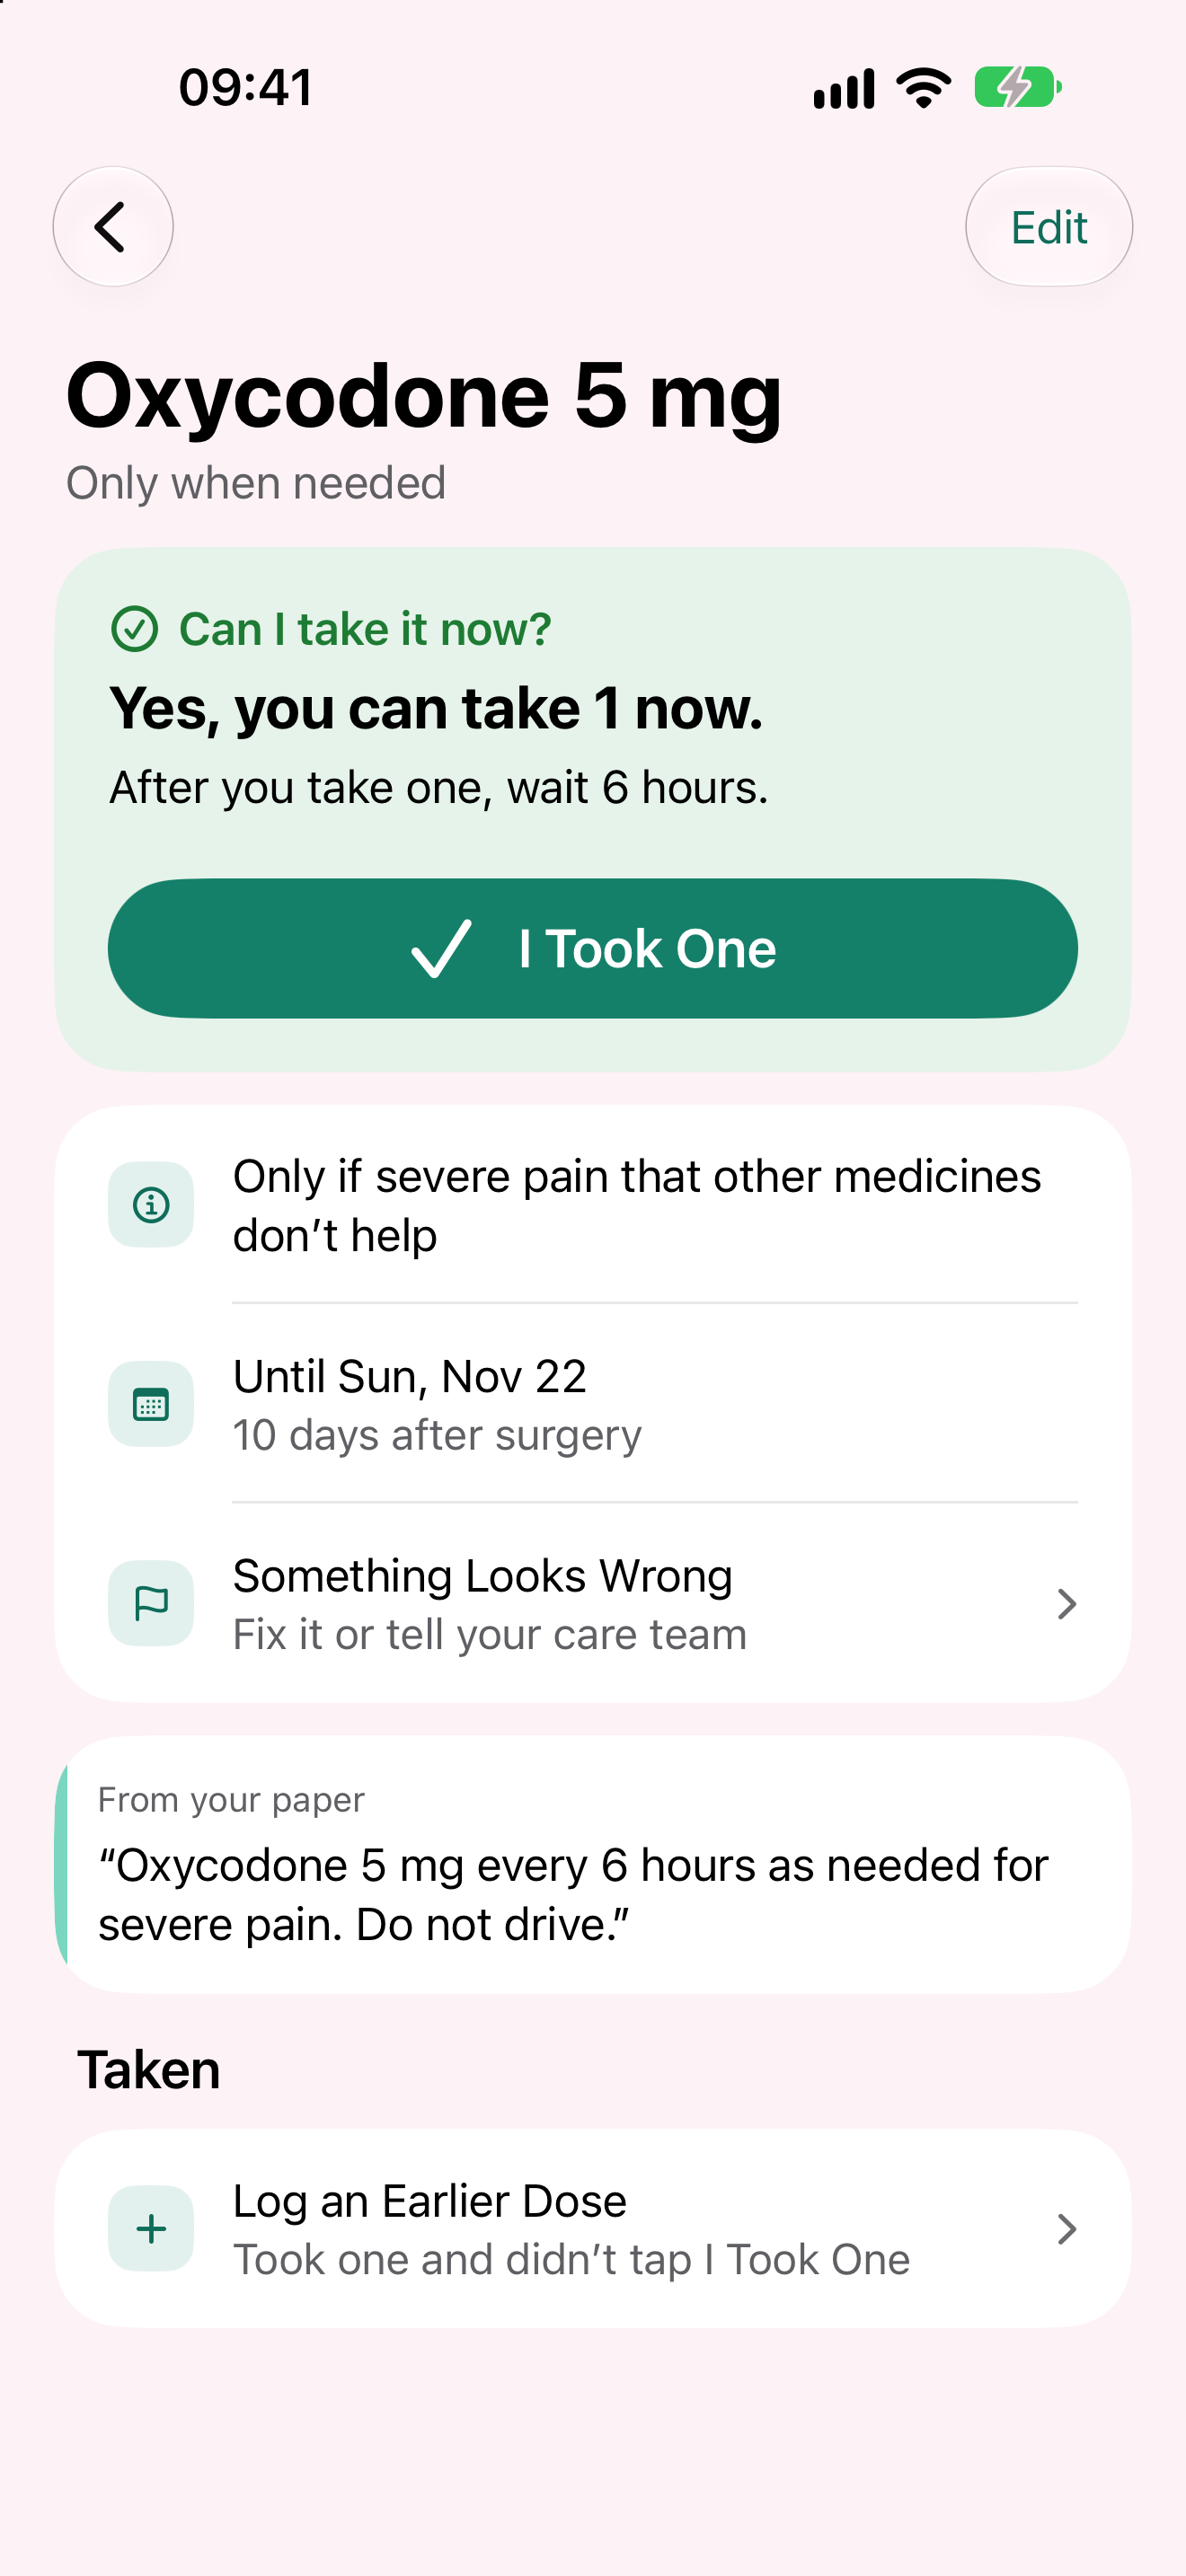 09:41
Edit
Oxycodone 5 mg
Only when needed
Can I take it now?
Yes, you can take 1 now.
After you take one, wait 6 hours.
I Took One
Only if severe pain that other medicines
don’t help
Until Sun, Nov 22
10 days after surgery
Something Looks Wrong
Fix it or tell your care team
From your paper
“Oxycodone 5 mg every 6 hours as needed for
severe pain. Do not drive.”
Taken
Log an Earlier Dose
Took one and didn’t tap I Took One